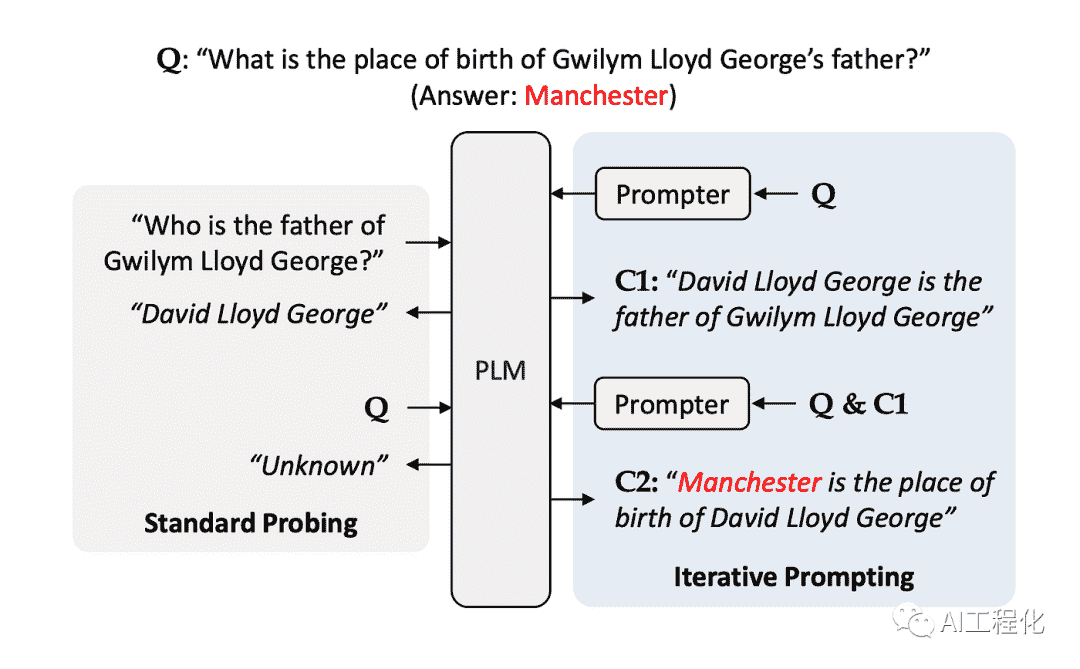 Q: “What is the place of birth of Gwilym Lloyd George’s father?”
(Answer: Manchester)
“Who is the father of
Gwilym Lloyd George?”
“David Lloyd George”
Q
“Unknown”
Standard Probing
PLM
Prompter
Q
C1: “David Lloyd George is the
father of Gwilym Lloyd George”
Prompter
Q & C1
C2: “Manchester is the place of
birth of David Lloyd George”
Iterative Prompting
AI工程化